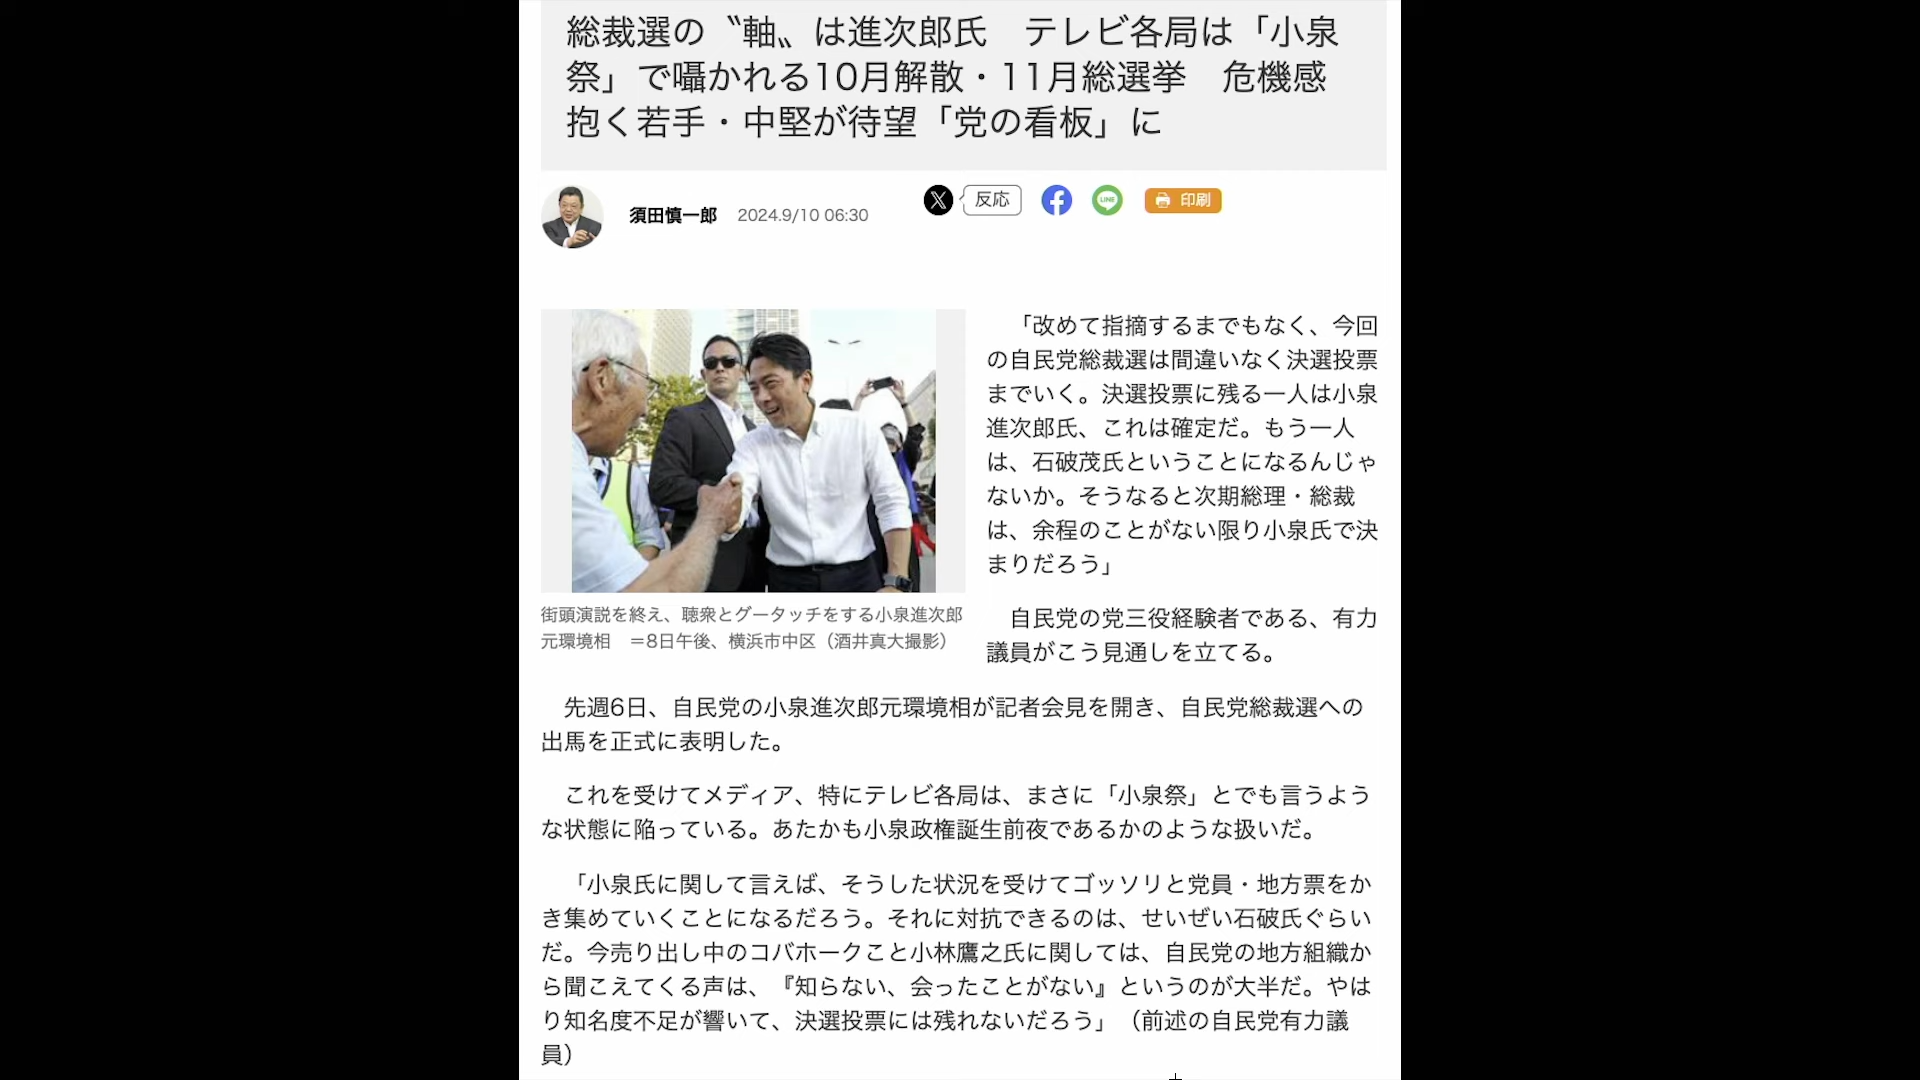 総裁選の〝軸〟は進次郎氏　テレビ各局は「小泉
祭」で囁かれる10月解散・11月総選挙　危機感
抱く若手・中堅が待望「党の看板」に
須田慎一郎　2024.9/10 06:30
反応
LINE
印刷
「改めて指摘するまでもなく、今回
の自民党総裁選は間違いなく決選投票
までいく。決選投票に残る一人は小泉
進次郎氏、これは確定だ。もう一人
は、石破茂氏ということになるんじゃ
ないか。そうなると次期総理・総裁
は、余程のことがない限り小泉氏で決
まりだろう」
自民党の党三役経験者である、有力
議員がこう見通しを立てる。
街頭演説を終え、聴衆とグータッチをする小泉進次郎
元環境相　＝8日午後、横浜市中区（酒井真大撮影）
先週6日、自民党の小泉進次郎元環境相が記者会見を開き、自民党総裁選への
出馬を正式に表明した。
これを受けてメディア、特にテレビ各局は、まさに「小泉祭」とでも言うよう
な状態に陥っている。あたかも小泉政権誕生前夜であるかのような扱いだ。
「小泉氏に関して言えば、そうした状況を受けてゴッソリと党員・地方票をか
き集めていくことになるだろう。それに対抗できるのは、せいぜい石破氏ぐらい
だ。今売り出し中のコバホークこと小林鷹之氏に関しては、自民党の地方組織か
ら聞こえてくる声は、『知らない、会ったことがない』というのが大半だ。やは
り知名度不足が響いて、決選投票には残れないだろう」（前述の自民党有力議
員）